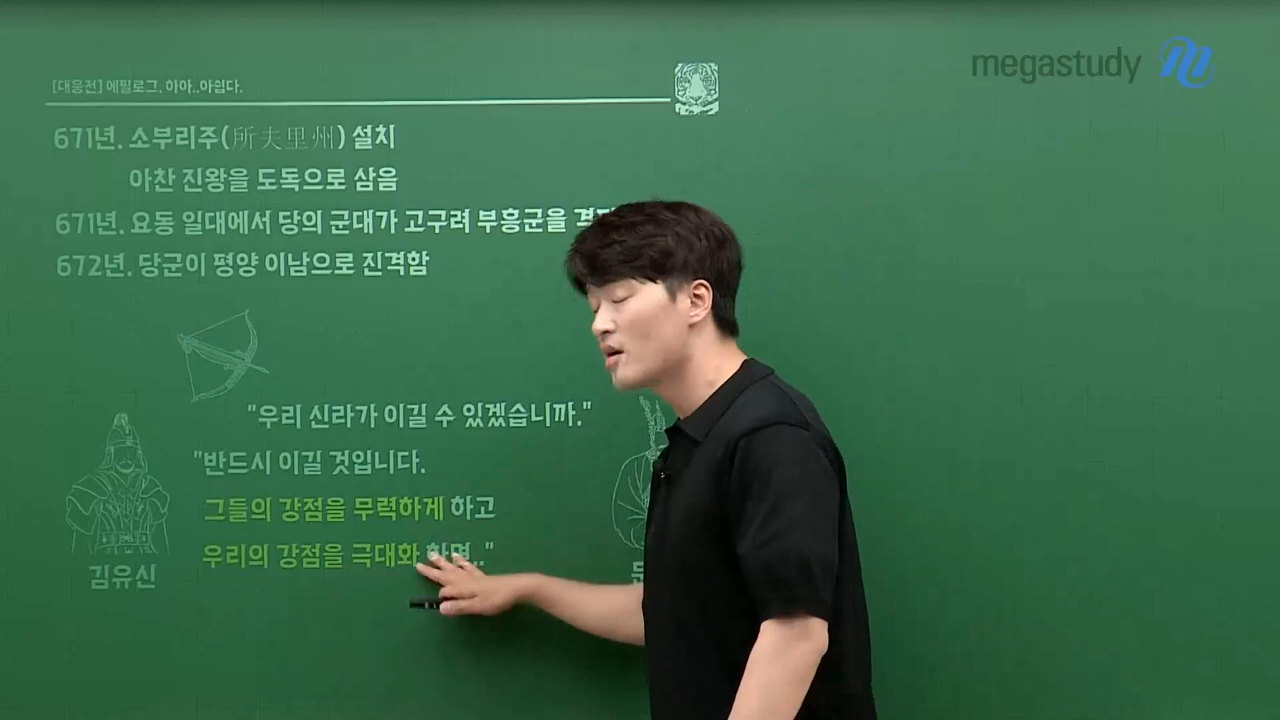 megastudy
[대웅전] 에필로그. 하아..아쉽다.
671년. 소부리주(所夫里州) 설치
아찬 진왕을 도독으로 삼음
671년. 요동 일대에서 당의 군대가 고구려 부흥군을
672년. 당군이 평양 이남으로 진격함
"우리 신라가 이길 수 있겠습니까."
"반드시 이길 것입니다.
그들의 강점을 무력하게 하고
우리의 강점을 극대화 하면.."
김유신